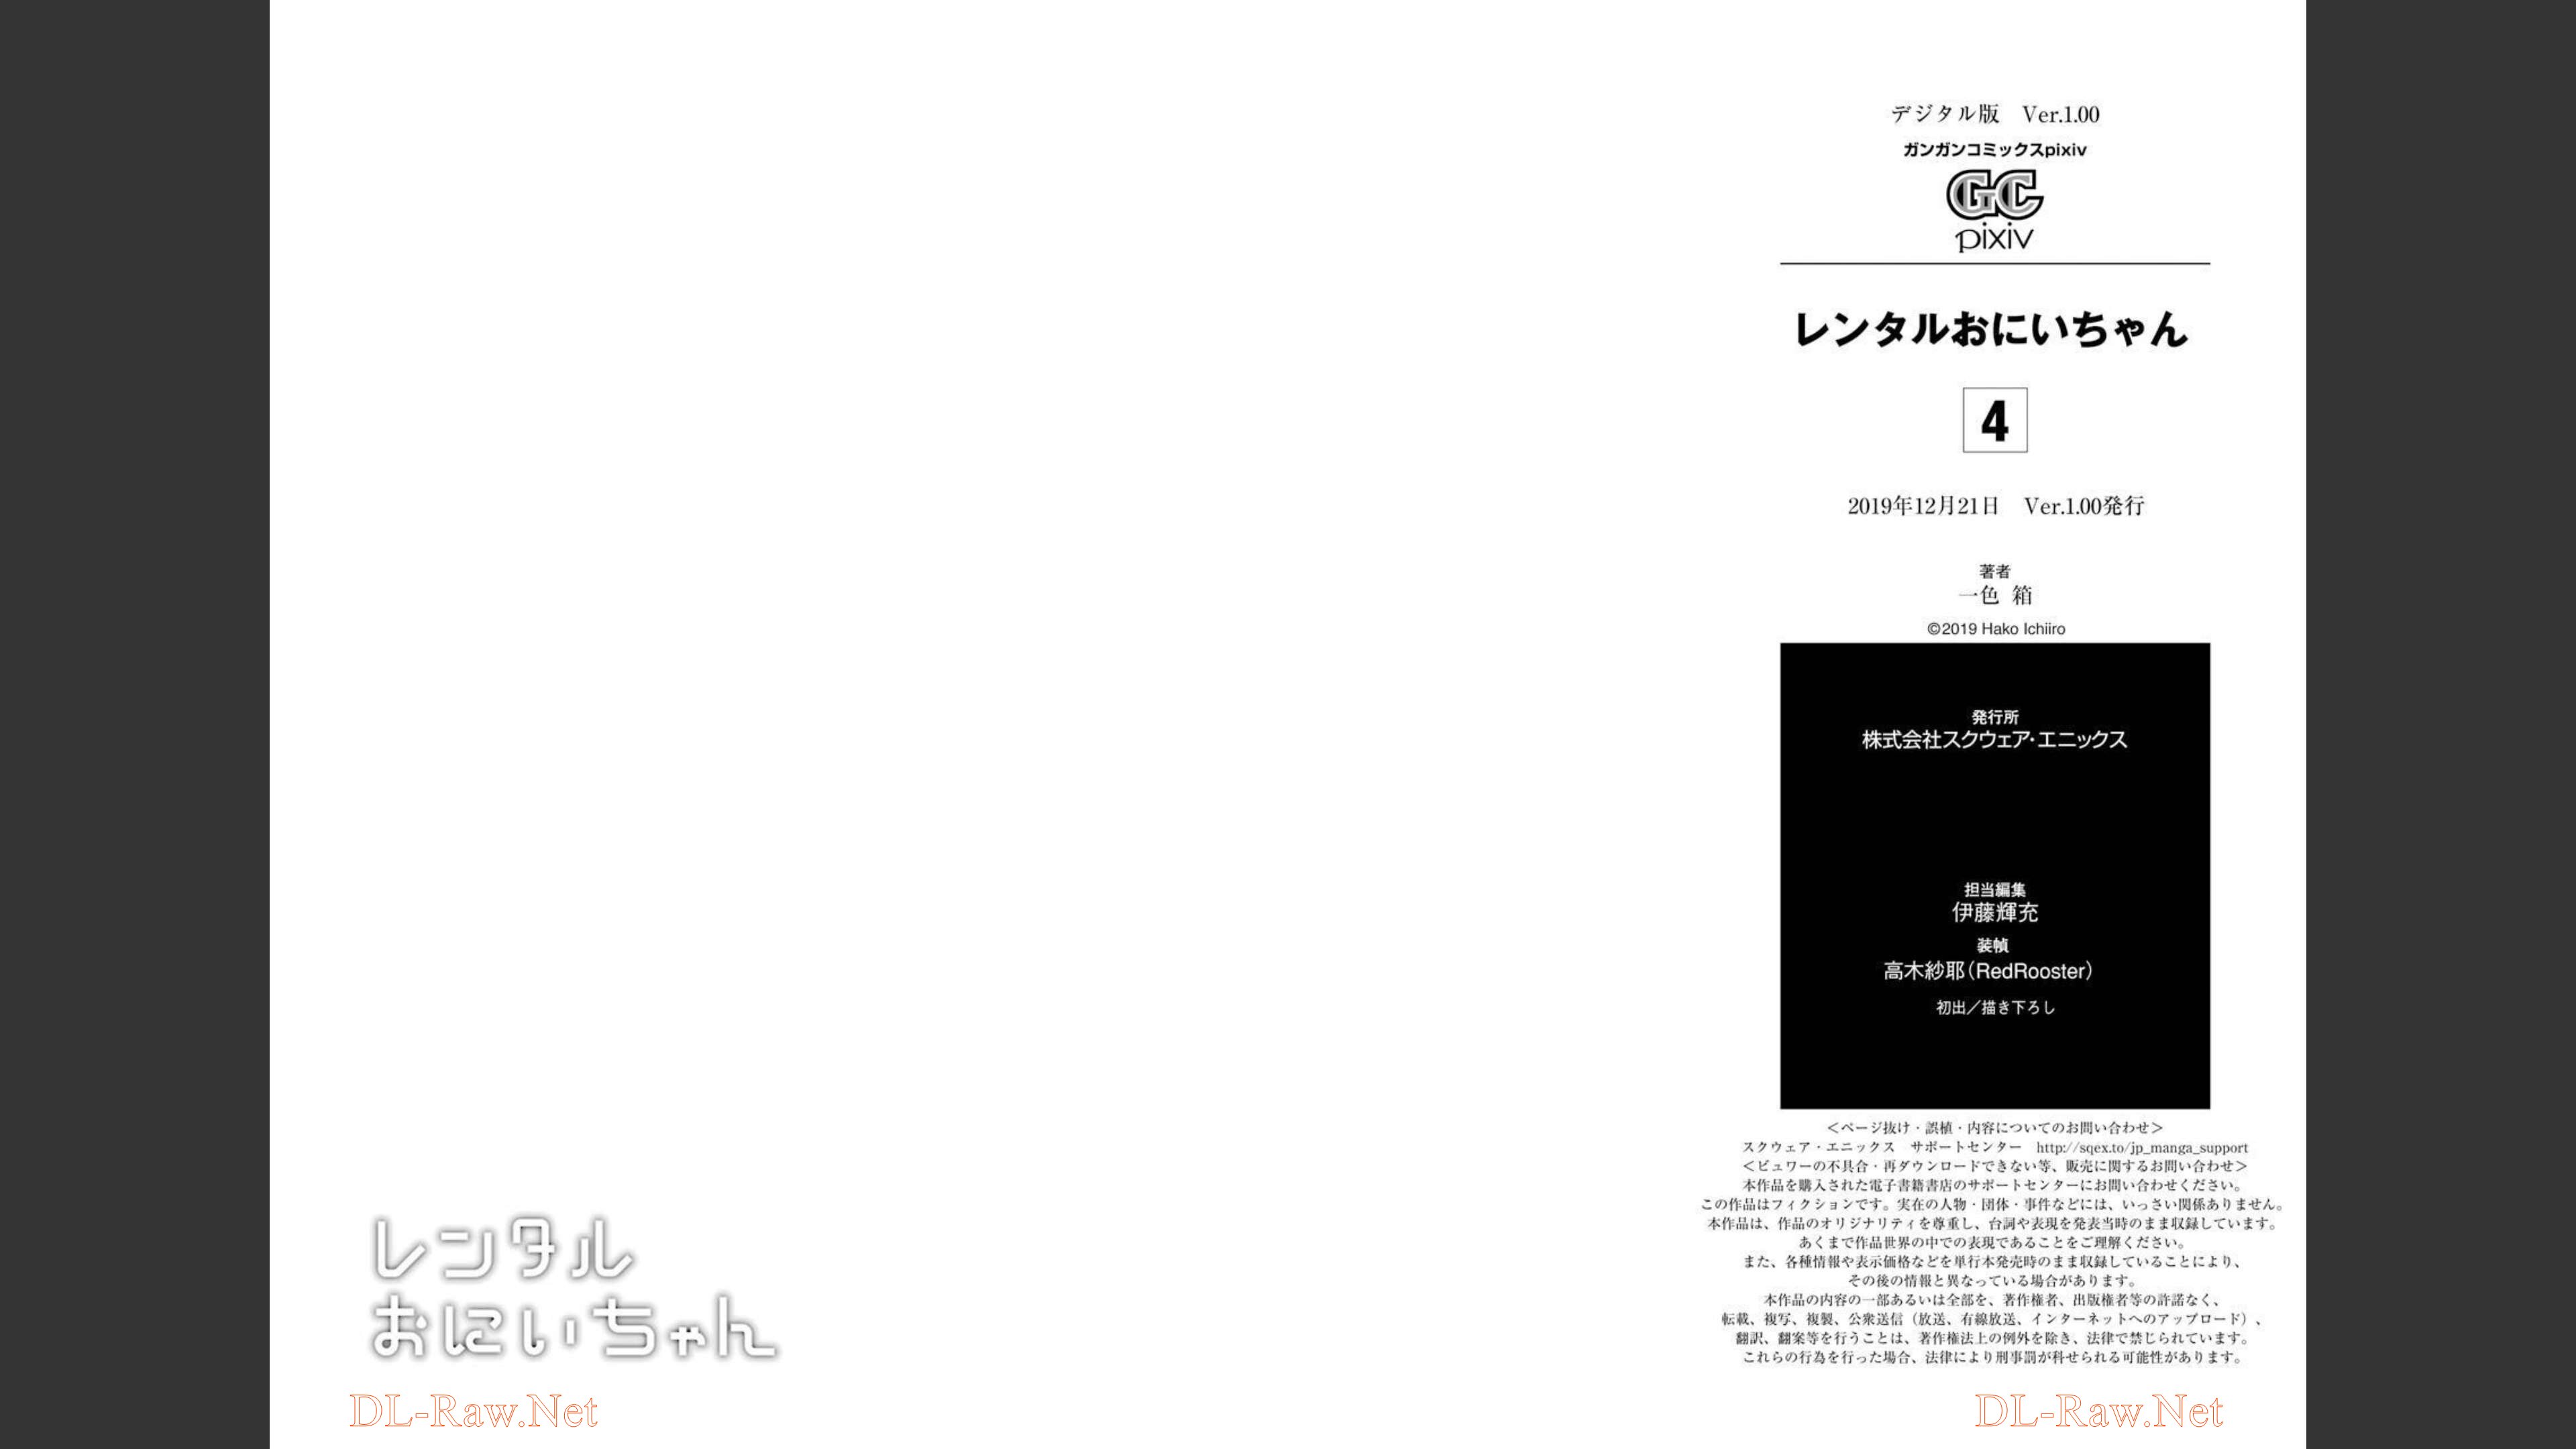 デジタル版　Ver.1.00
ガンガンコミックスpixiv
GC
pixiv
レンタルおにいちゃん
4
2019年12月21日　Ver.1.00発行
著者
一色 箱
©2019 Hako Ichiiro
発行所
株式会社スクウェア・エニックス
担当編集
伊藤輝充
装幀
高木紗耶（RedRooster）
初出／描き下ろし
＜ページ抜け・誤植・内容についてのお問い合わせ＞
スクウェア・エニックス　サポートセンター　http://sqex.to/jp_manga_support
＜ビュワーの不具合・再ダウンロードできない等、販売に関するお問い合わせ＞
本作品を購入された電子書籍書店のサポートセンターにお問い合わせください。
この作品はフィクションです。実在の人物・団体・事件などには、いっさい関係ありません。
本作品は、作品のオリジナリティを尊重し、台詞や表現を発表当時のまま収録しています。
あくまで作品世界の中での表現であることをご理解ください。
また、各種情報や表示価格などを単行本発売時のまま収録していることにより、
その後の情報と異なっている場合があります。
本作品の内容の一部あるいは全部を、著作権者、出版権者等の許諾なく、
転載、複写、複製、公衆送信（放送、有線放送、インターネットへのアップロード）、
翻訳、翻案等を行うことは、著作権法上の例外を除き、法律で禁じられています。
これらの行為を行った場合、法律により刑事罰が科せられる可能性があります。
DL-Raw.Net
レンタル
おにいちゃん
DL-Raw.Net